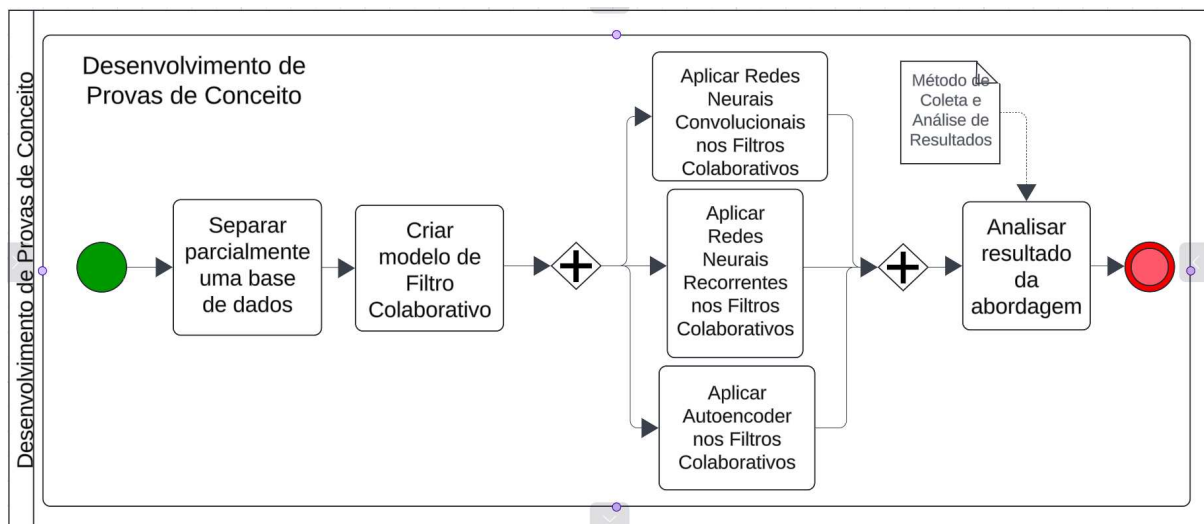 Desenvolvimento de Provas de Conceito
Desenvolvimento de
Provas de Conceito
Separar
parcialmente
uma base
de dados
Criar
modelo de
Filtro
Colaborativo
Aplicar Redes
Neurais
Convolucionais
nos Filtros
Colaborativos
Aplicar
Redes
Neurais
Recorrentes
nos Filtros
Colaborativos
Aplicar
Autoencoder
nos Filtros
Colaborativos
Método de
Coleta e
Análise de
Resultados
Analisar
resultado
da
abordagem